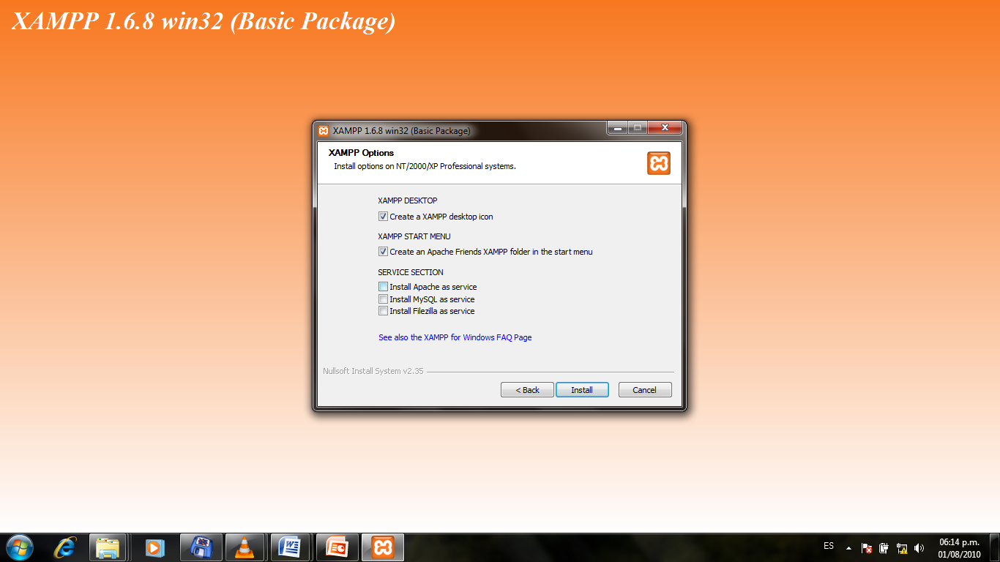 XAMPP 1.6.8 win32 (Basic Package)
XAMPP 1.6.8 win32 (Basic Package)
XAMPP Options
Install options on NT/2000/XP Professional systems.
XAMPP DESKTOP
Create a XAMPP desktop icon
XAMPP START MENU
Create an Apache Friends XAMPP folder in the start menu
SERVICE SECTION
Install Apache as service
Install MySQL as service
Install Filezilla as service
See also the XAMPP for Windows FAQ Page
Nullsoft Install System v2.35
< Back
Install
Cancel
ES
06:14 p.m.
01/08/2010